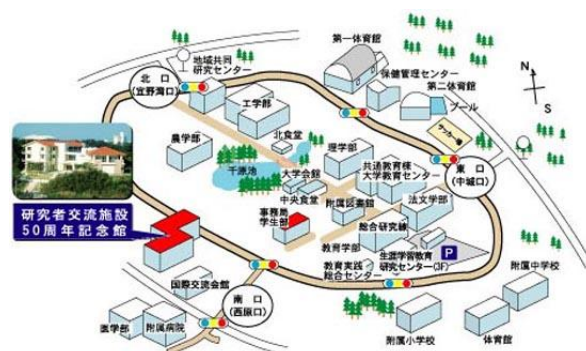 第一体育館
地域共同
研究センター
保健管理センター
第二体育館
プール
N
S
北口
(宜野湾口)
工学部
北食堂
サッカー場
農学部
理学部
共通教育棟
大学教育センター
東口
(中城口)
千原池
大学会館
中央食堂
附属図書館
法文学部
研究者交流施設
50周年記念館
事務局
学生部
総合研究棟
教育学部
P
教育実践
総合センター
生涯学習教育
研究センター(3F)
国際交流会館
南口
(西原口)
附属中学校
医学部
附属病院
附属小学校
体育館